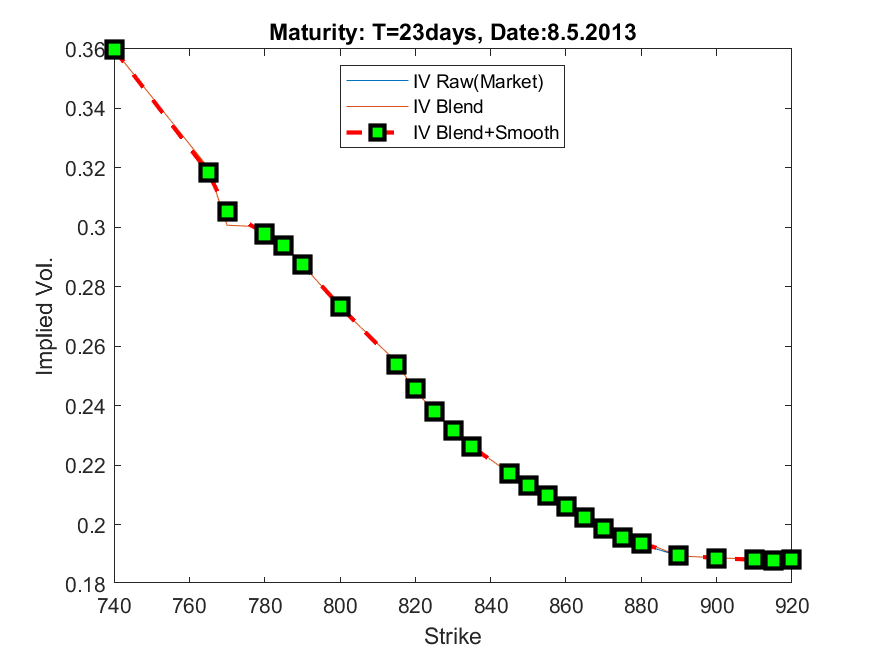 Maturity: T=23days, Date:8.5.2013
IV Raw(Market)
IV Blend
IV Blend+Smooth
Implied Vol.
0.36
0.34
0.32
0.3
0.28
0.26
0.24
0.22
0.2
0.18
740 760 780 800 820 840 860 880 900 920
Strike